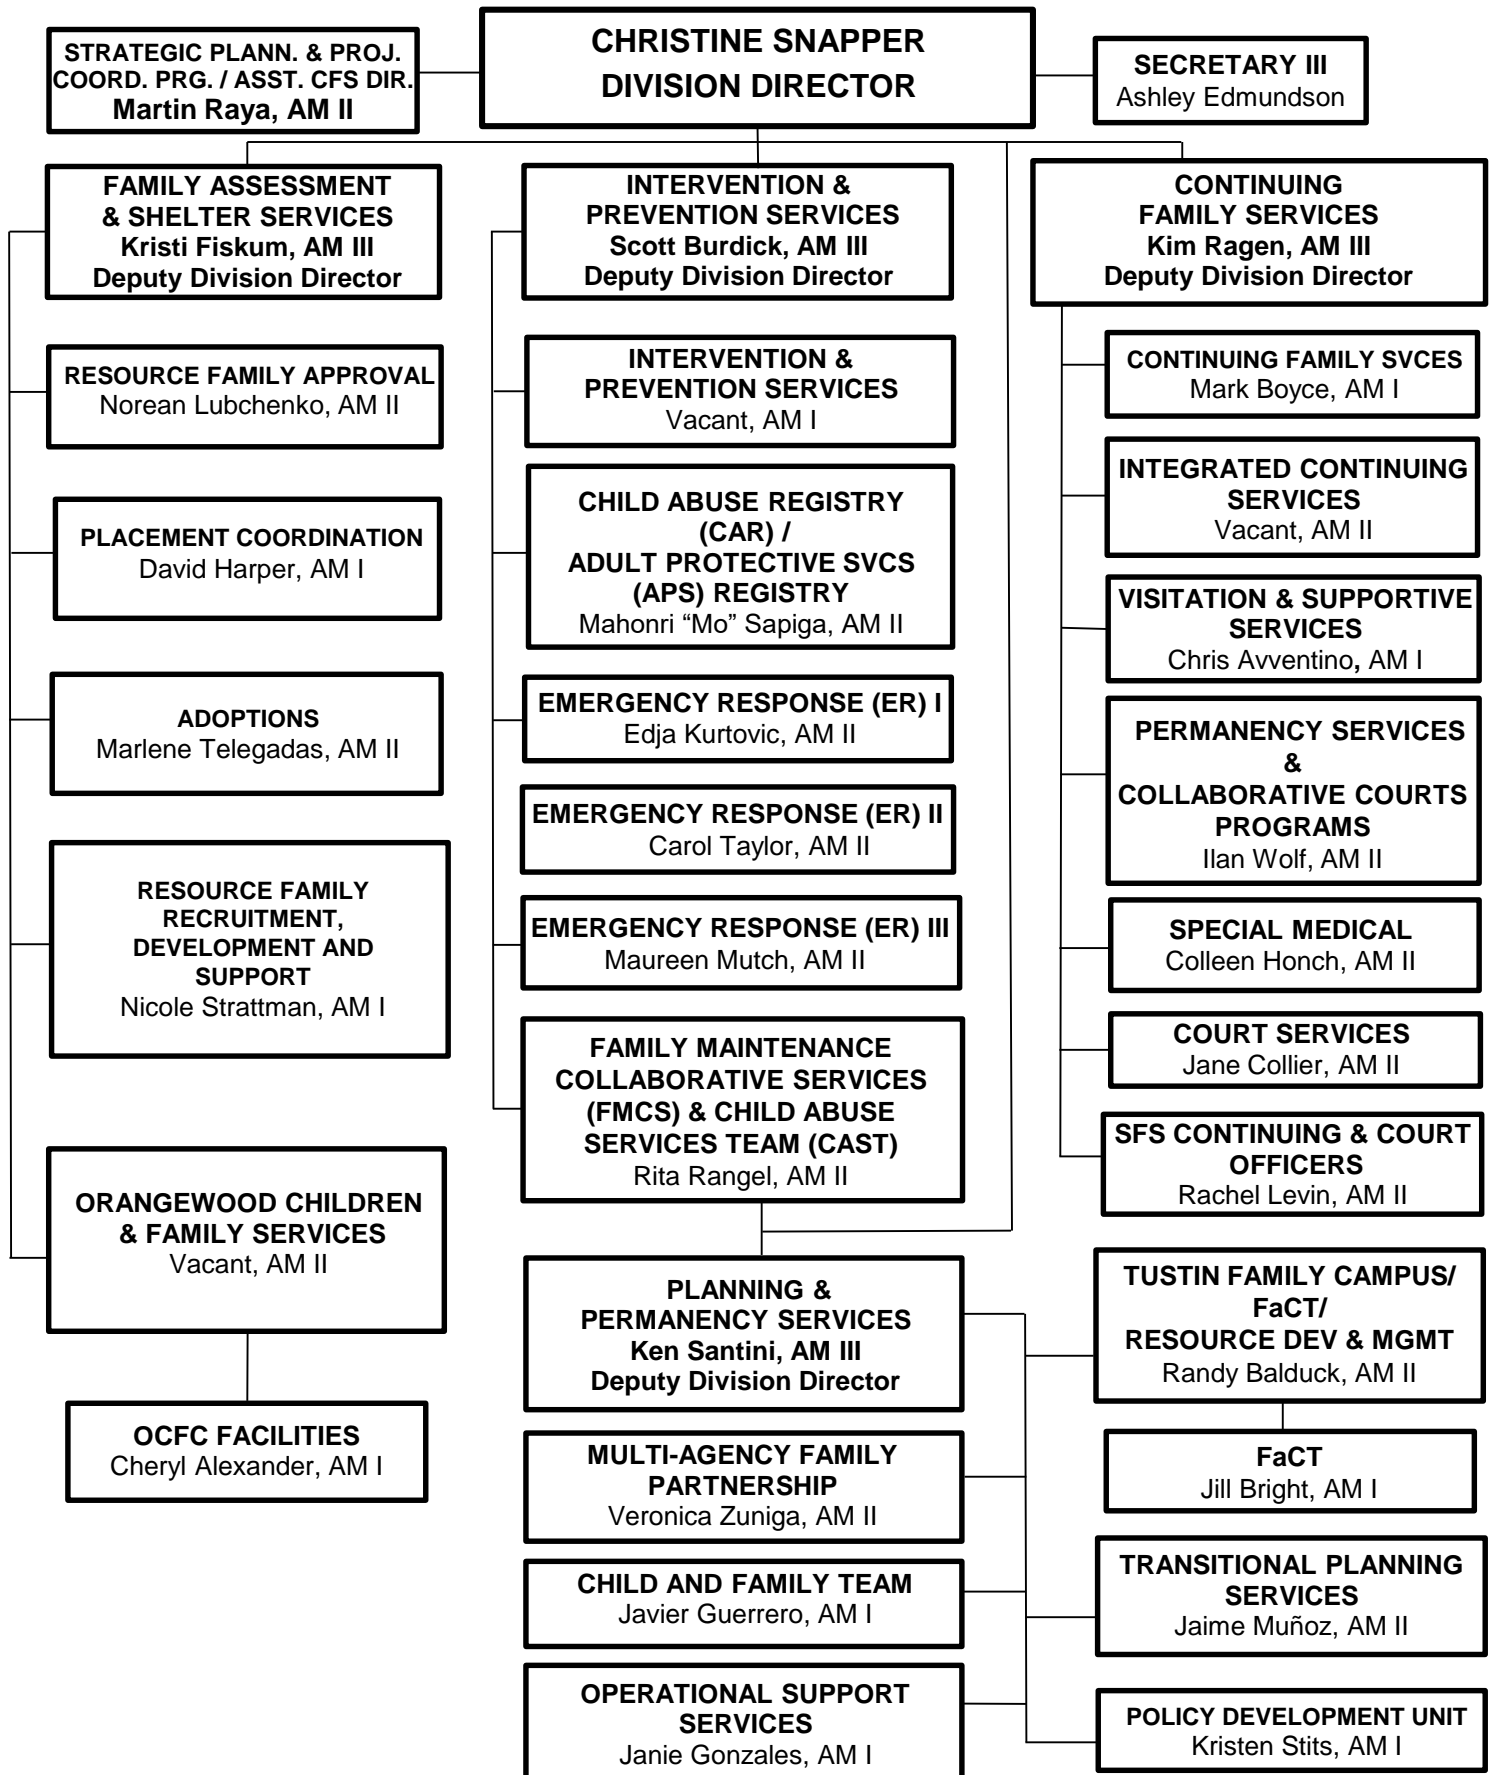 STRATEGIC PLANN. & PROJ.
COORD. PRG. / ASST. CFS DIR.
Martin Raya, AM II
CHRISTINE SNAPPER
DIVISION DIRECTOR
SECRETARY III
Ashley Edmundson
FAMILY ASSESSMENT
& SHELTER SERVICES
Kristi Fiskum, AM III
Deputy Division Director
RESOURCE FAMILY APPROVAL
Norean Lubchenko, AM II
PLACEMENT COORDINATION
David Harper, AM I
ADOPTIONS
Marlene Telegadas, AM II
RESOURCE FAMILY
RECRUITMENT,
DEVELOPMENT AND
SUPPORT
Nicole Strattman, AM I
ORANGEWOOD CHILDREN
& FAMILY SERVICES
Vacant, AM II
OCFC FACILITIES
Cheryl Alexander, AM I
INTERVENTION &
PREVENTION SERVICES
Scott Burdick, AM III
Deputy Division Director
INTERVENTION &
PREVENTION SERVICES
Vacant, AM I
CHILD ABUSE REGISTRY
(CAR) /
ADULT PROTECTIVE SVCS
(APS) REGISTRY
Mahonri “Mo” Sapiga, AM II
EMERGENCY RESPONSE (ER) I
Edja Kurtovic, AM II
EMERGENCY RESPONSE (ER) II
Carol Taylor, AM II
EMERGENCY RESPONSE (ER) III
Maureen Mutch, AM II
FAMILY MAINTENANCE
COLLABORATIVE SERVICES
(FMCS) & CHILD ABUSE
SERVICES TEAM (CAST)
Rita Rangel, AM II
CONTINUING
FAMILY SERVICES
Kim Ragen, AM III
Deputy Division Director
CONTINUING FAMILY SVCES
Mark Boyce, AM I
INTEGRATED CONTINUING
SERVICES
Vacant, AM II
VISITATION & SUPPORTIVE
SERVICES
Chris Avventino, AM I
PERMANENCY SERVICES
&
COLLABORATIVE COURTS
PROGRAMS
Ilan Wolf, AM II
SPECIAL MEDICAL
Colleen Honch, AM II
COURT SERVICES
Jane Collier, AM II
SFS CONTINUING & COURT
OFFICERS
Rachel Levin, AM II
PLANNING &
PERMANENCY SERVICES
Ken Santini, AM III
Deputy Division Director
MULTI-AGENCY FAMILY
PARTNERSHIP
Veronica Zuniga, AM II
CHILD AND FAMILY TEAM
Javier Guerrero, AM I
OPERATIONAL SUPPORT
SERVICES
Janie Gonzales, AM I
TUSTIN FAMILY CAMPUS/
FaCT/
RESOURCE DEV & MGMT
Randy Balduck, AM II
FaCT
Jill Bright, AM I
TRANSITIONAL PLANNING
SERVICES
Jaime Muñoz, AM II
POLICY DEVELOPMENT UNIT
Kristen Stits, AM I